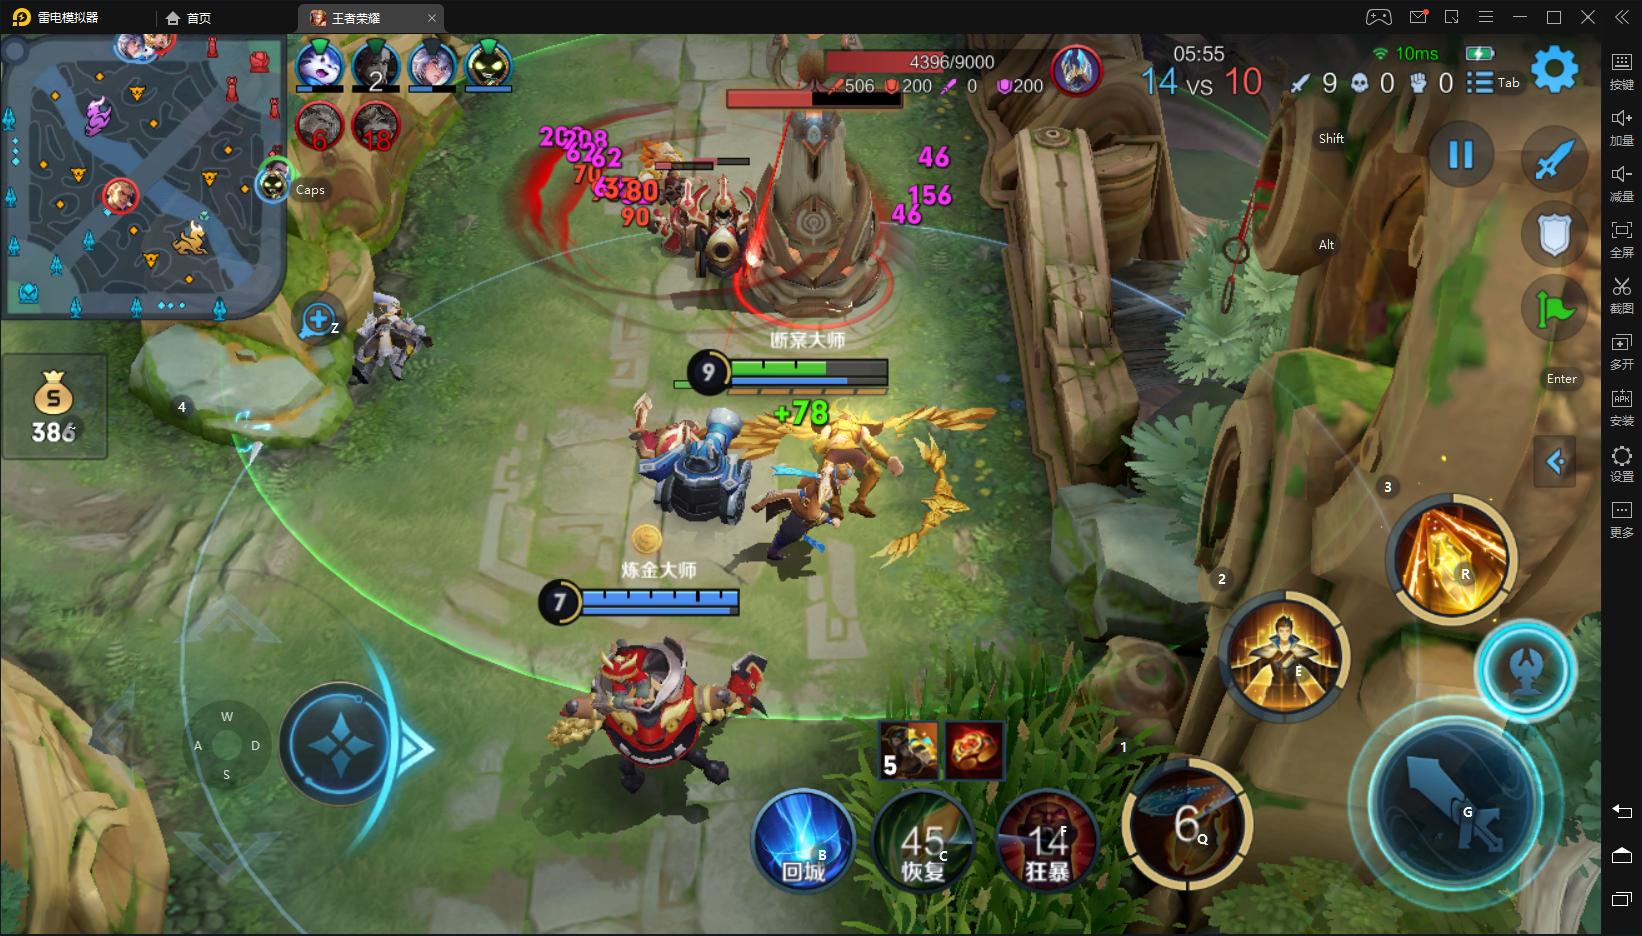 雷电模拟器
首页
王者荣耀
按键
加量
减量
全屏
截图
多开
安装
设置
更多
APK
2
6
18
Caps
Z
4396/9000
506 200 0 200
05:55
14 vs 10
10ms
9 0 0
Tab
Shift
Alt
Enter
386
4
46
156
46
70
80
90
断案大师
9
+78
炼金大师
7
W
A D
S
5
回城 B
45 C
恢复
14 F
狂暴
6 Q
1
2
3
E
R
G